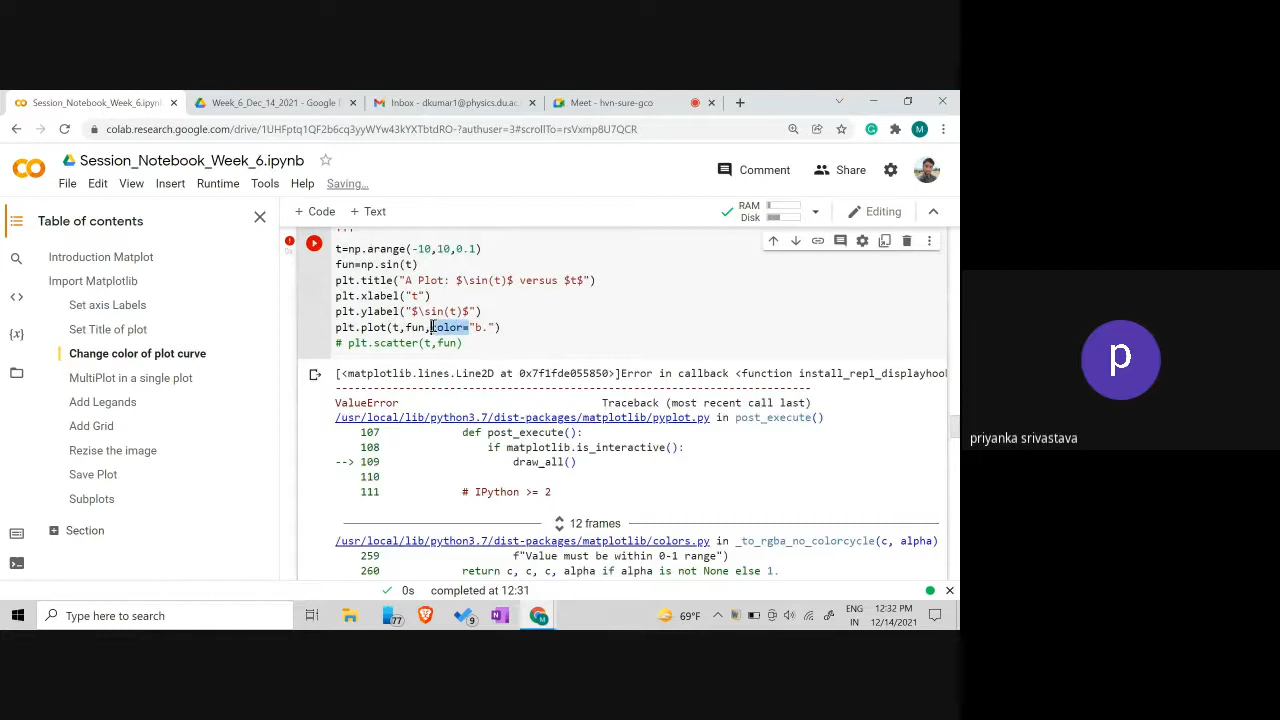 Session_Notebook_Week_6.ipynb
Week_6_Dec_14_2021 - Google
Inbox - dkumar1@physics.du.ac.
Meet - hvn-sure-gco
colab.research.google.com/drive/1UHFptq1QF2b6cq3yyWYw43kYXTbtdRO-?authuser=3#scrollTo=rsVxmp8U7QCR
M
Session_Notebook_Week_6.ipynb
Comment
Share
File Edit View Insert Runtime Tools Help Saving...
Table of contents
+ Code + Text
RAM
Disk
Editing
Introduction Matplotlib
Import Matplotlib
Set axis Labels
Set Title of plot
Change color of plot curve
MultiPlot in a single plot
Add Legands
Add Grid
Rezise the image
Save Plot
Subplots
Section
'''
t=np.arange(-10,10,0.1)
fun=np.sin(t)
plt.title("A Plot: $\sin(t)$ versus $t$")
plt.xlabel("t")
plt.ylabel("$\sin(t)$")
plt.plot(t,fun,color="b.")
# plt.scatter(t,fun)
[<matplotlib.lines.Line2D at 0x7f1fde055850>]Error in callback <function install_repl_displayhook
ValueError Traceback (most recent call last)
/usr/local/lib/python3.7/dist-packages/matplotlib/pyplot.py in post_execute()
107 def post_execute():
108 if matplotlib.is_interactive():
--> 109 draw_all()
110
111 # IPython >= 2
12 frames
/usr/local/lib/python3.7/dist-packages/matplotlib/colors.py in _to_rgba_no_colorcycle(c, alpha)
259 f"Value must be within 0-1 range")
260 return c, c, c, alpha if alpha is not None else 1.
0s completed at 12:31
Type here to search
77
9
69°F
ENG
IN
12:32 PM
12/14/2021
p
priyanka srivastava